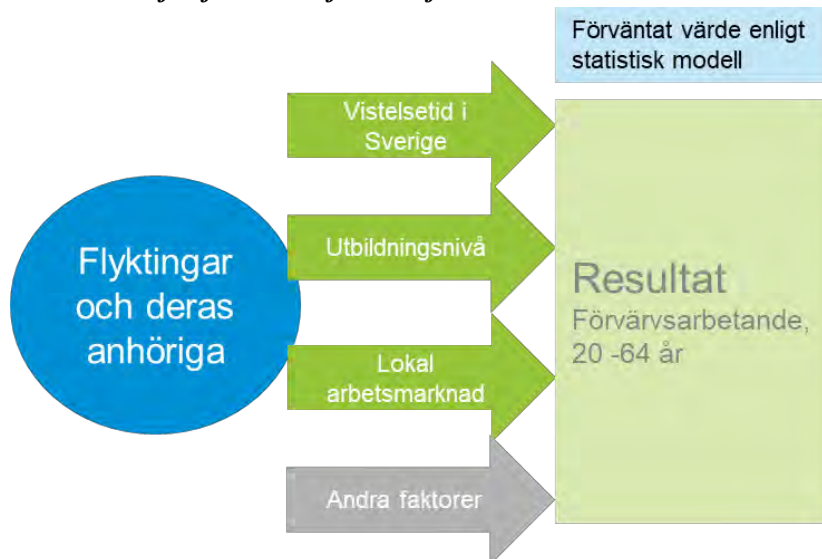 Förväntat värde enligt
statistisk modell
Vistelsetid i
Sverige
Utbildningsnivå
Flyktingar
och deras
anhöriga
Lokal
arbetsmarknad
Andra faktorer
Resultat
Förvärvsarbetande,
20 -64 år